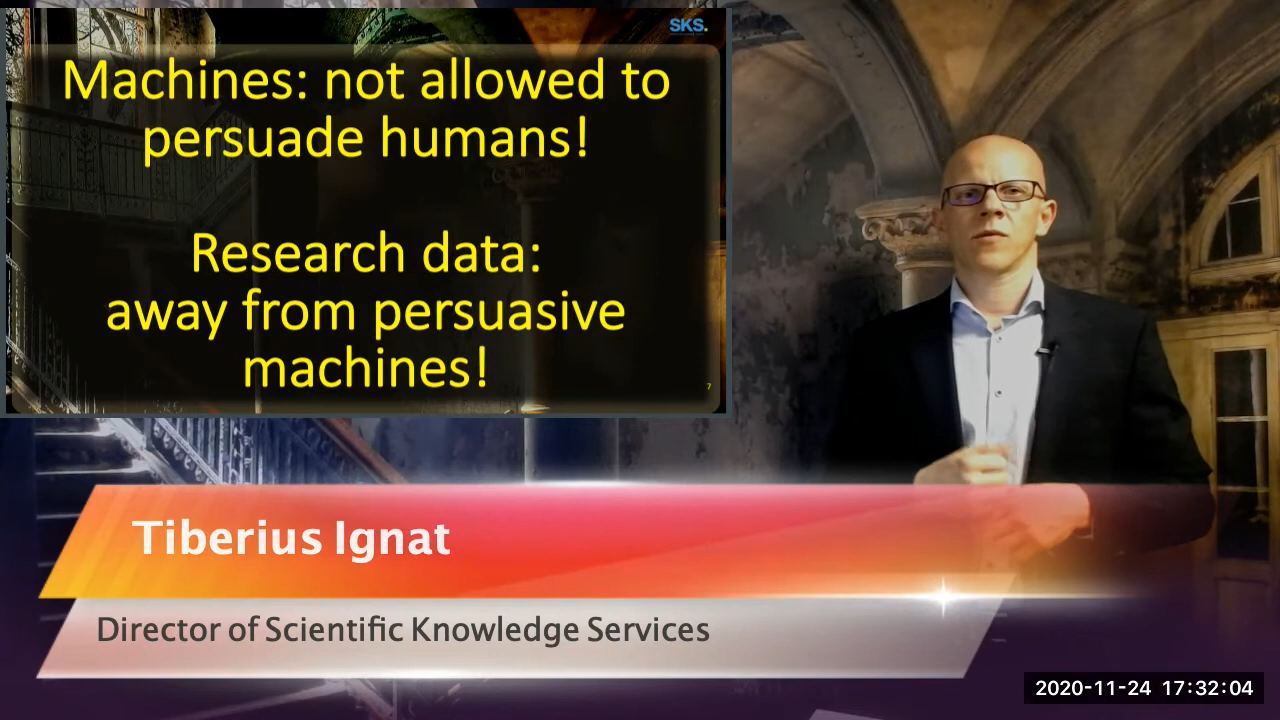 SKS.
Machines: not allowed to
persuade humans!
Research data:
away from persuasive
machines!
7
Tiberius Ignat
Director of Scientific Knowledge Services
2020-11-24 17:32:04